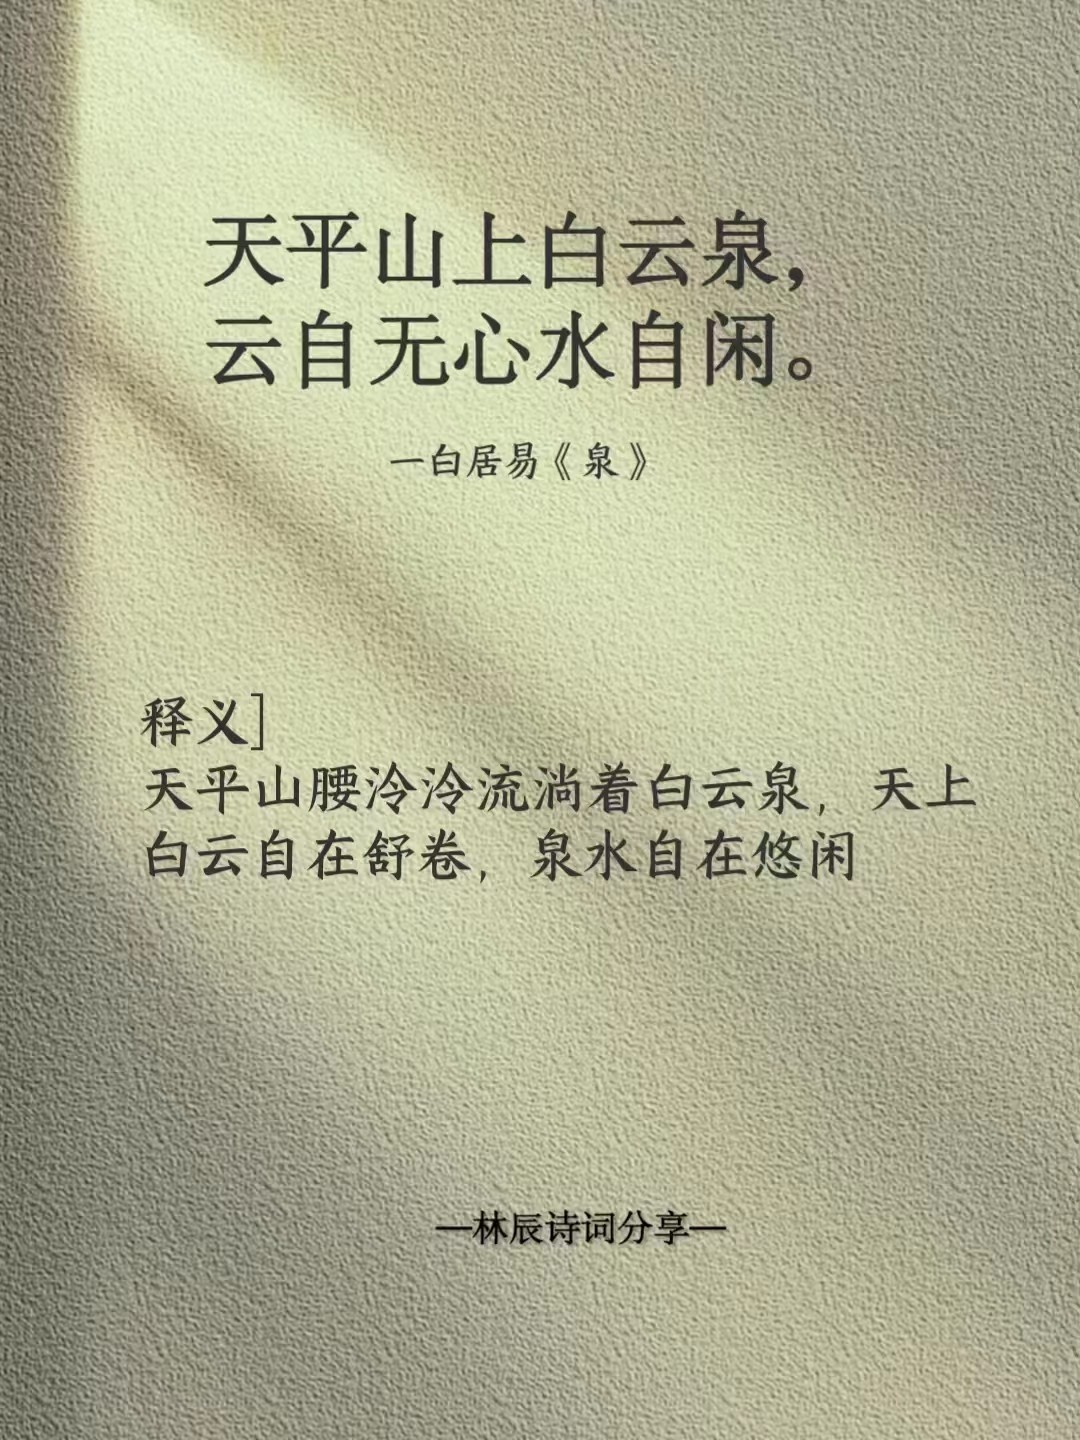 天平山上白云泉，
云自无心水自闲。
一白居易《泉》
释义]
天平山腰泠泠流淌着白云泉，天上
白云自在舒卷，泉水自在悠闲
—林辰诗词分享—